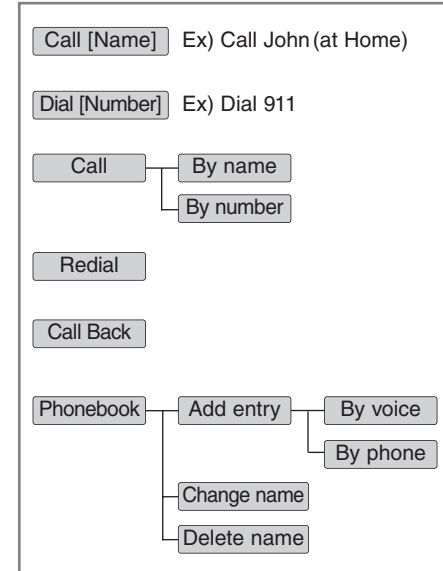 Call [Name] Ex) Call John (at Home)
Dial [Number] Ex) Dial 911
Call By name
By number
Redial
Call Back
Phonebook Add entry By voice
By phone
Change name
Delete name